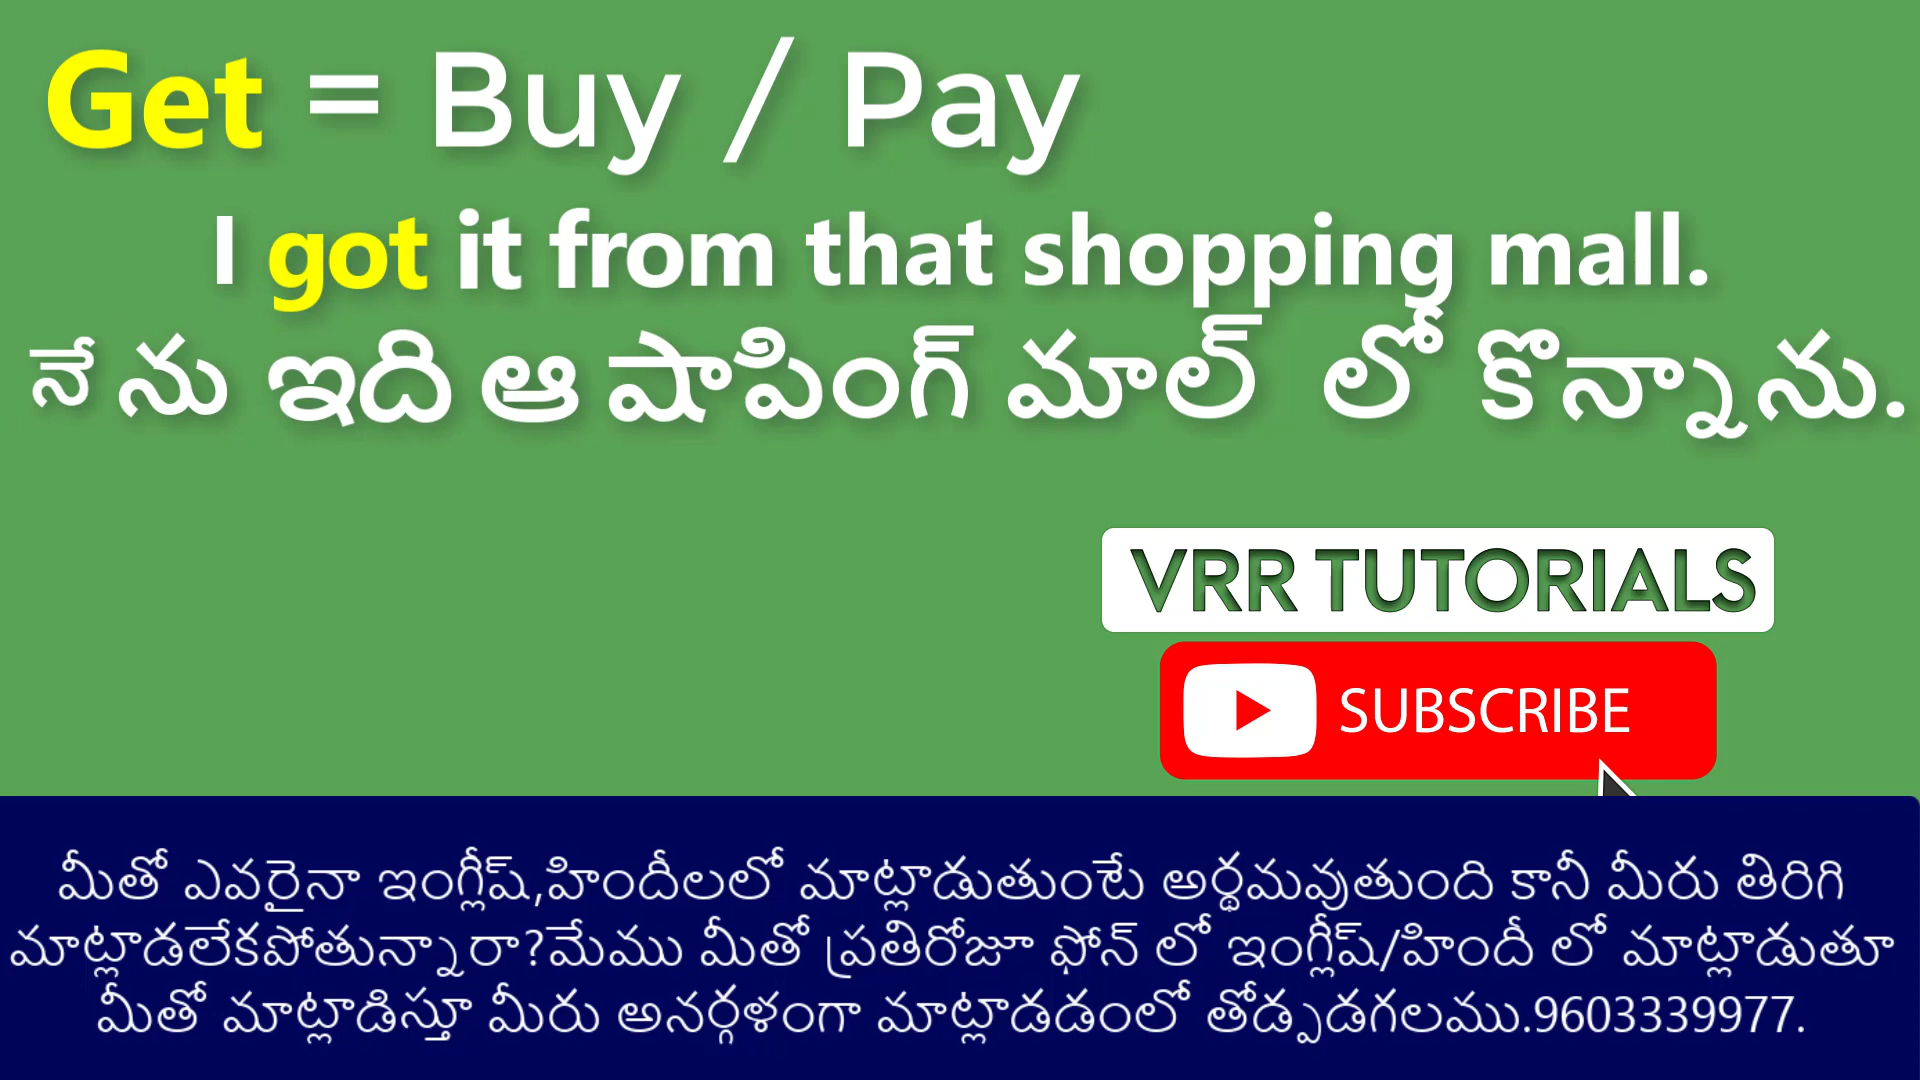 Get = Buy / Pay
I got it from that shopping mall.
నేను ఇది ఆ షాపింగ్ మాల్ లో కొన్నాను.
VRR TUTORIALS
SUBSCRIBE
మీతో ఎవరైనా ఇంగ్లీష్,హిందీలలో మాట్లాడుతుంటే అర్థమవుతుంది కానీ మీరు తిరిగి
మాట్లాడలేకపోతున్నారా?మేము మీతో ప్రతిరోజూ ఫోన్ లో ఇంగ్లీష్/హిందీ లో మాట్లాడుతూ
మీతో మాట్లాడిస్తూ మీరు అనర్గళంగా మాట్లాడడంలో తోడ్పడగలము.9603339977.